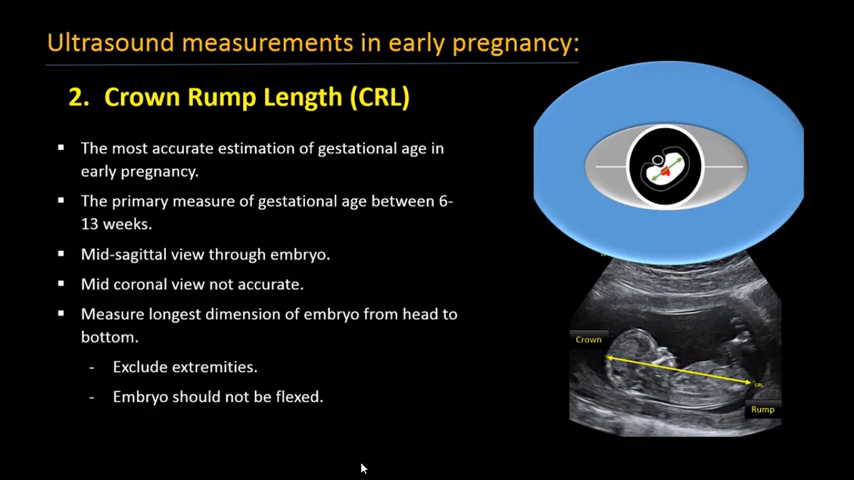 Ultrasound measurements in early pregnancy:
2. Crown Rump Length (CRL)
▪ The most accurate estimation of gestational age in
early pregnancy.
▪ The primary measure of gestational age between 6-
13 weeks.
▪ Mid-sagittal view through embryo.
▪ Mid coronal view not accurate.
▪ Measure longest dimension of embryo from head to
bottom.
- Exclude extremities.
- Embryo should not be flexed.
Crown
CRL
Rump